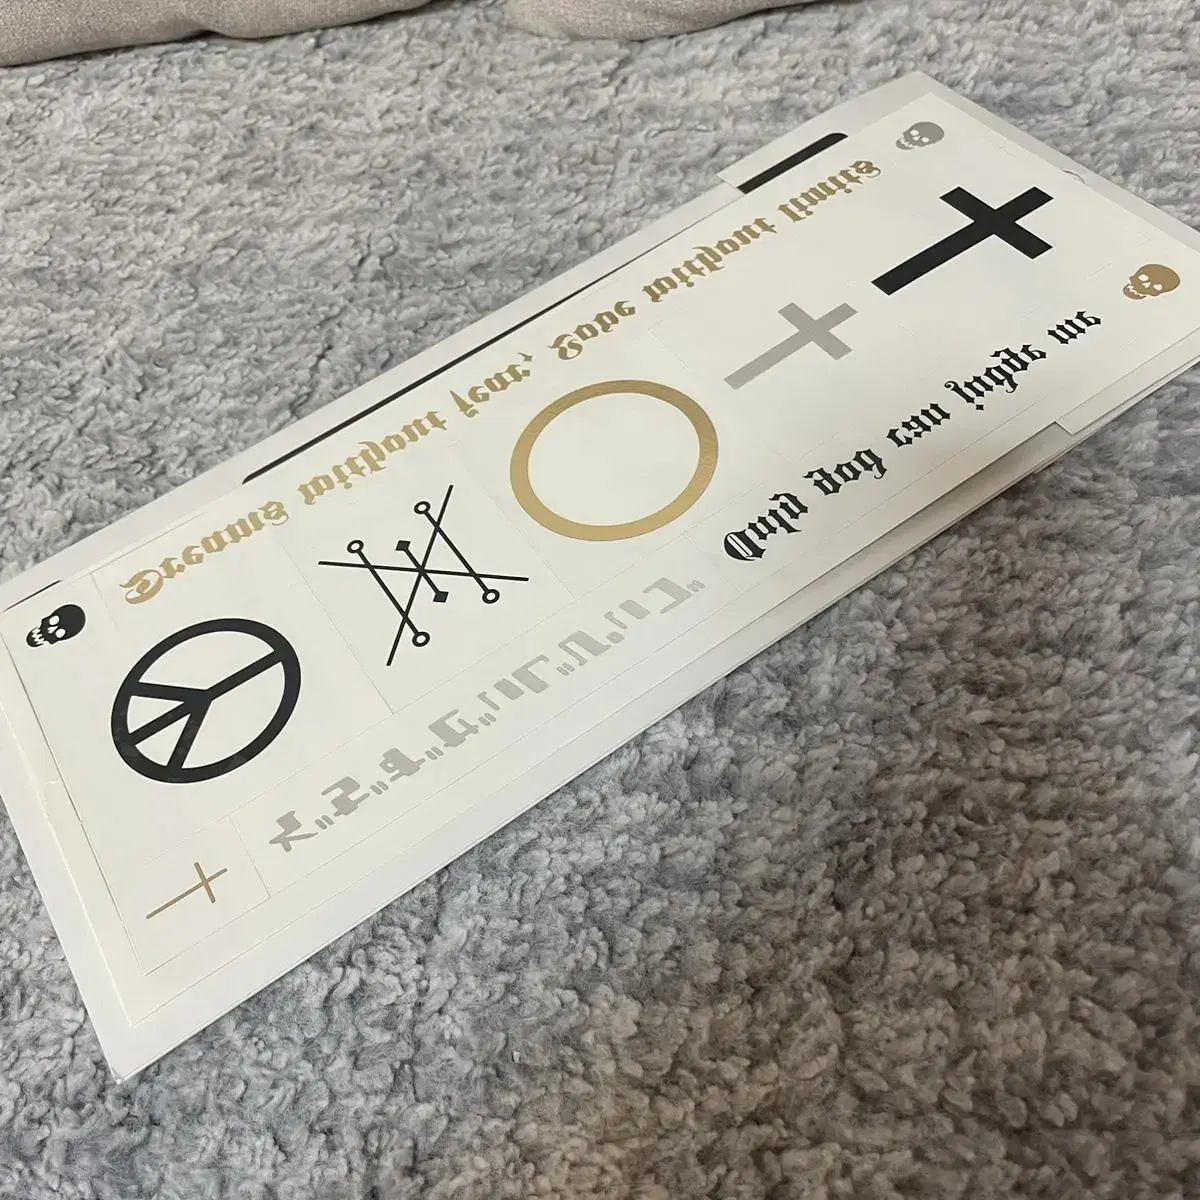 Dreams without fear, Love without limits
Only god can judge me